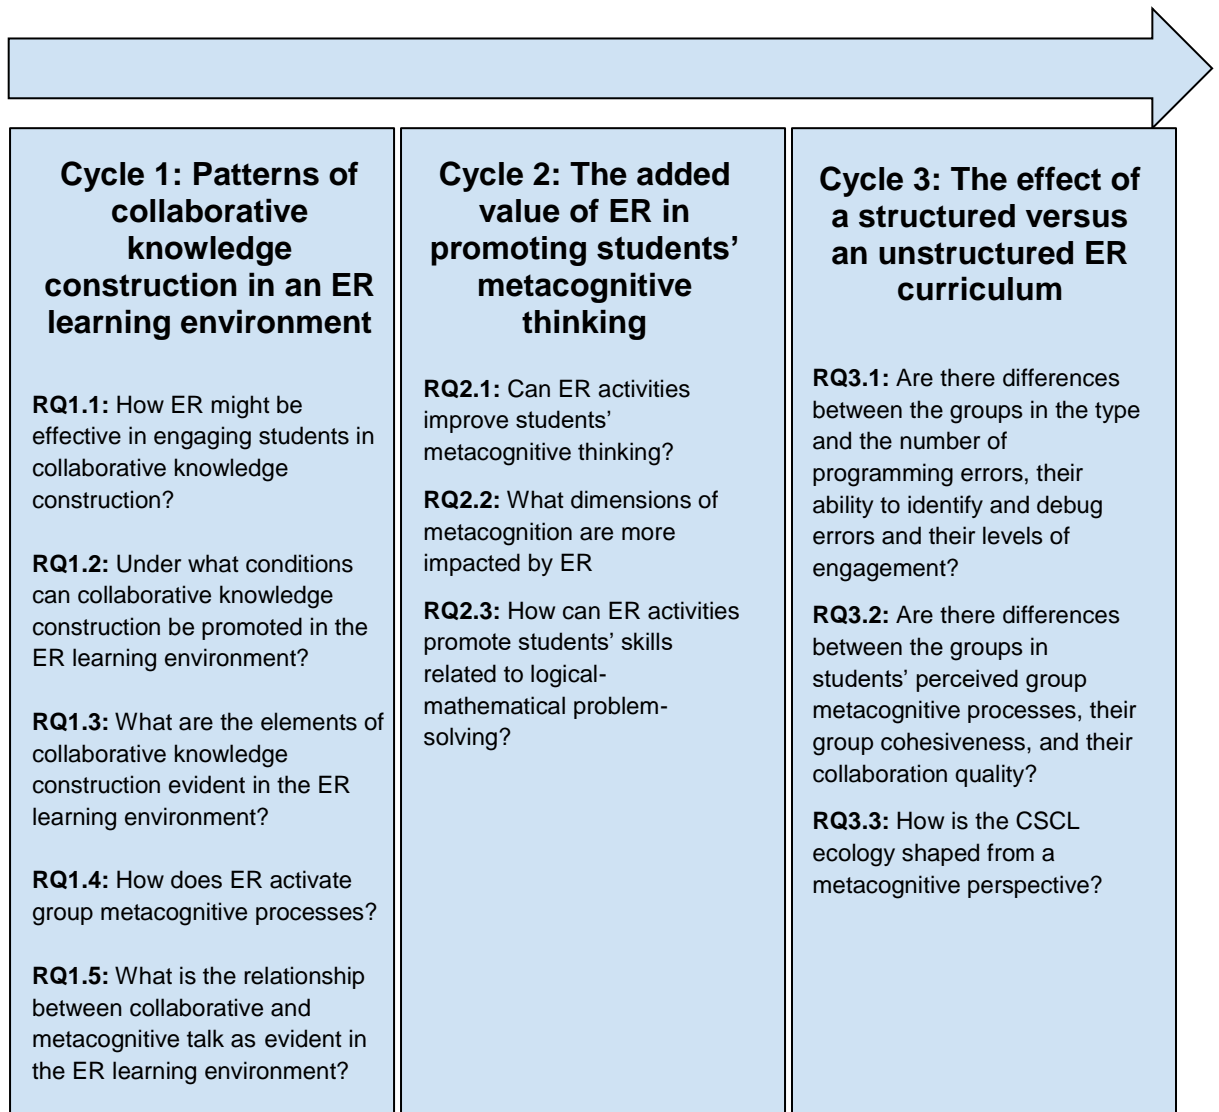 Cycle 1: Patterns of
collaborative
knowledge
construction in an ER
learning environment
RQ1.1: How ER might be
effective in engaging students in
collaborative knowledge
construction?
RQ1.2: Under what conditions
can collaborative knowledge
construction be promoted in the
ER learning environment?
RQ1.3: What are the elements of
collaborative knowledge
construction evident in the ER
learning environment?
RQ1.4: How does ER activate
group metacognitive processes?
RQ1.5: What is the relationship
between collaborative and
metacognitive talk as evident in
the ER learning environment?
Cycle 2: The added
value of ER in
promoting students’
metacognitive
thinking
RQ2.1: Can ER activities
improve students’
metacognitive thinking?
RQ2.2: What dimensions of
metacognition are more
impacted by ER
RQ2.3: How can ER activities
promote students’ skills
related to logical-
mathematical problem-
solving?
Cycle 3: The effect of
a structured versus
an unstructured ER
curriculum
RQ3.1: Are there differences
between the groups in the type
and the number of
programming errors, their
ability to identify and debug
errors and their levels of
engagement?
RQ3.2: Are there differences
between the groups in
students’ perceived group
metacognitive processes, their
group cohesiveness, and their
collaboration quality?
RQ3.3: How is the CSCL
ecology shaped from a
metacognitive perspective?